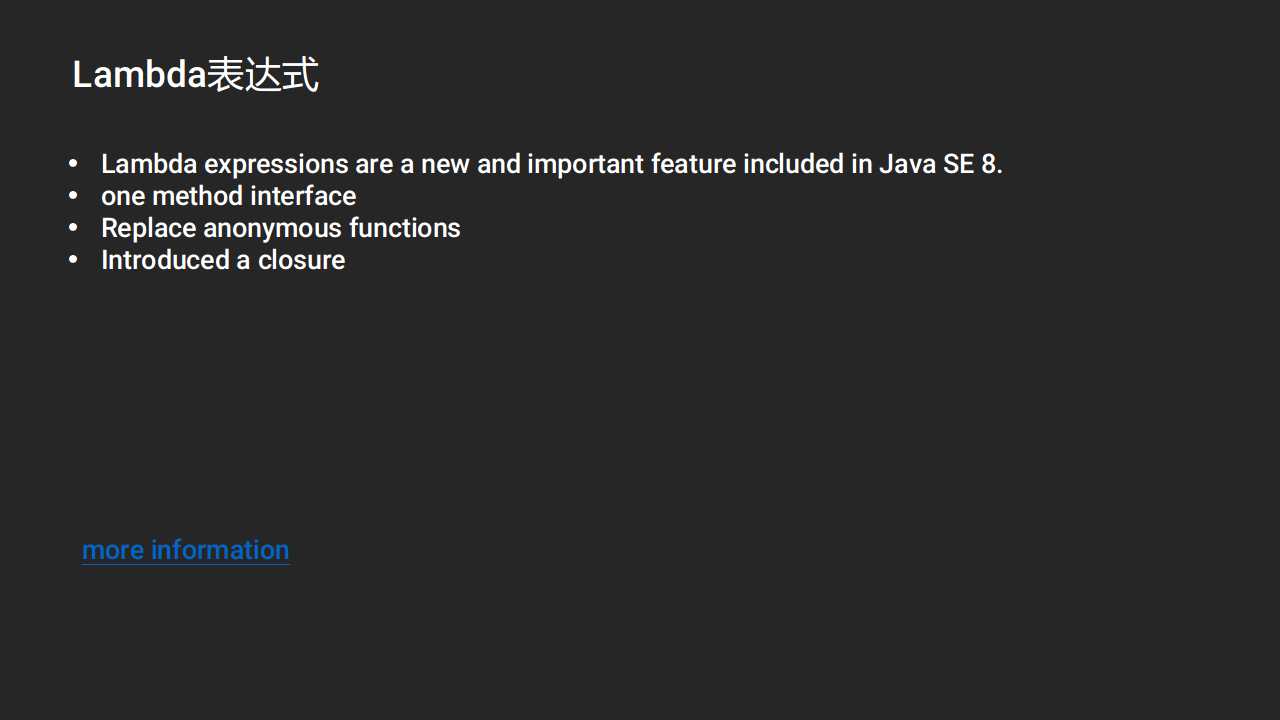 Lambda表达式
• Lambda expressions are a new and important feature included in Java SE 8.
• one method interface
• Replace anonymous functions
• Introduced a closure
more information